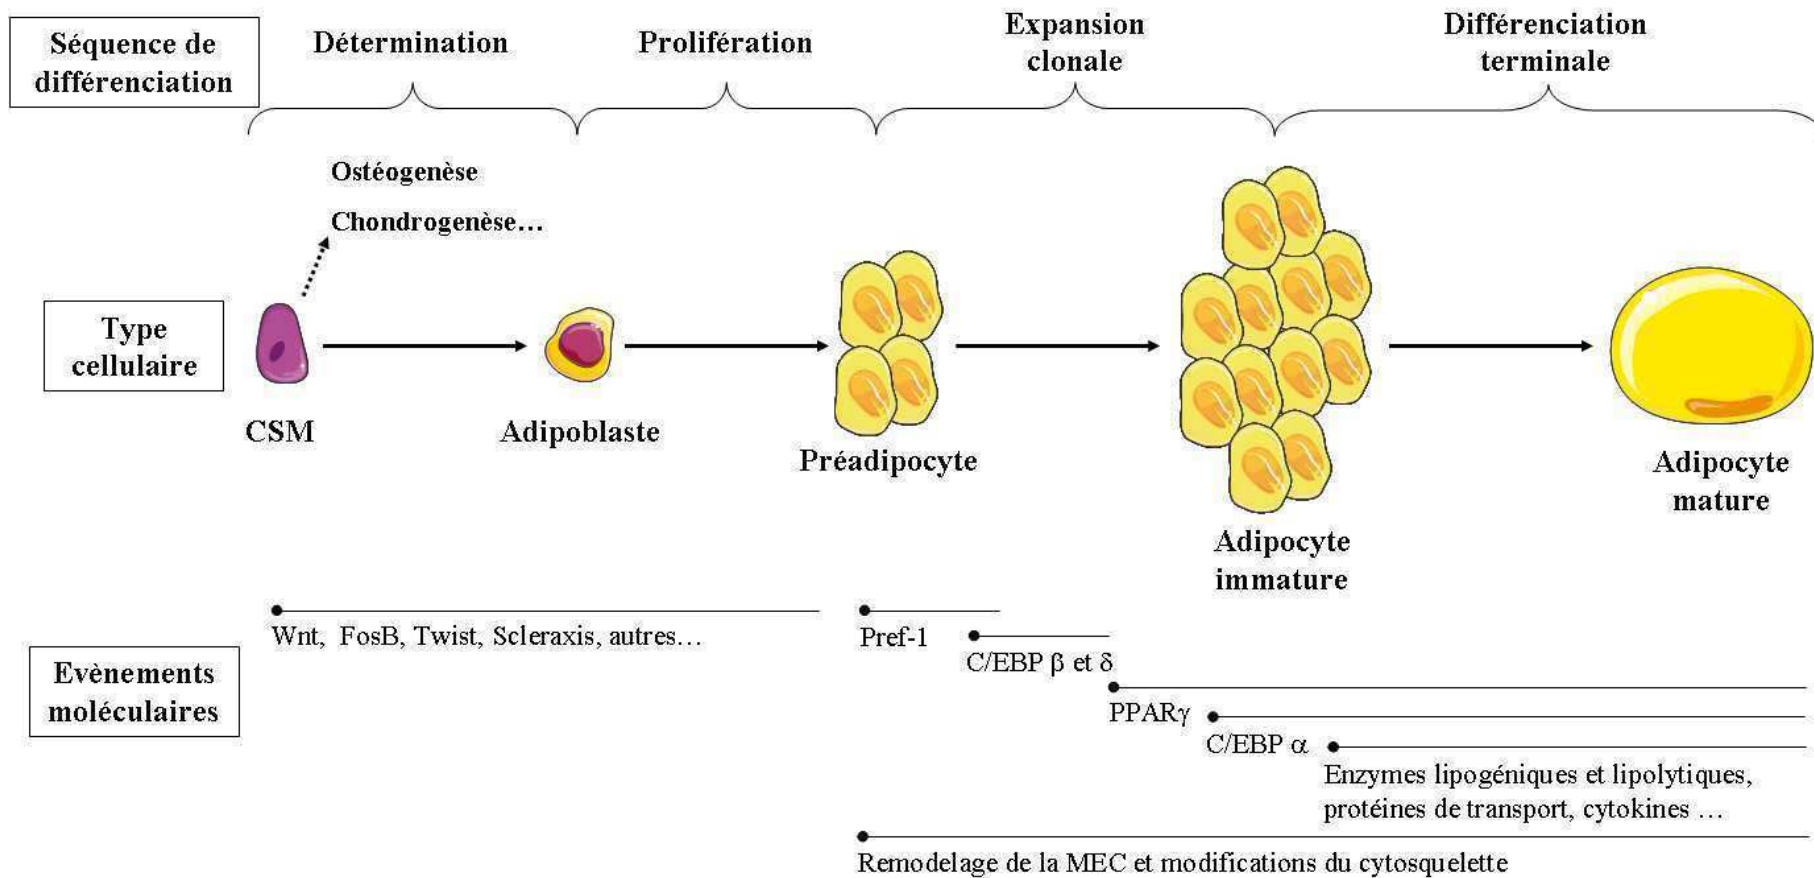 Séquence de
différenciation
Détermination
Prolifération
Expansion
clonale
Différenciation
terminale
Ostéogenèse
Chondrogenèse…
Type
cellulaire
CSM
Adipoblaste
Préadipocyte
Adipocyte
immature
Adipocyte
mature
Evènements
moléculaires
Wnt, FosB, Twist, Scleraxis, autres…
Pref-1
C/EBP β et δ
PPARγ
C/EBP α
Enzymes lipogéniques et lipolytiques,
protéines de transport, cytokines …
Remodelage de la MEC et modifications du cytosquelette